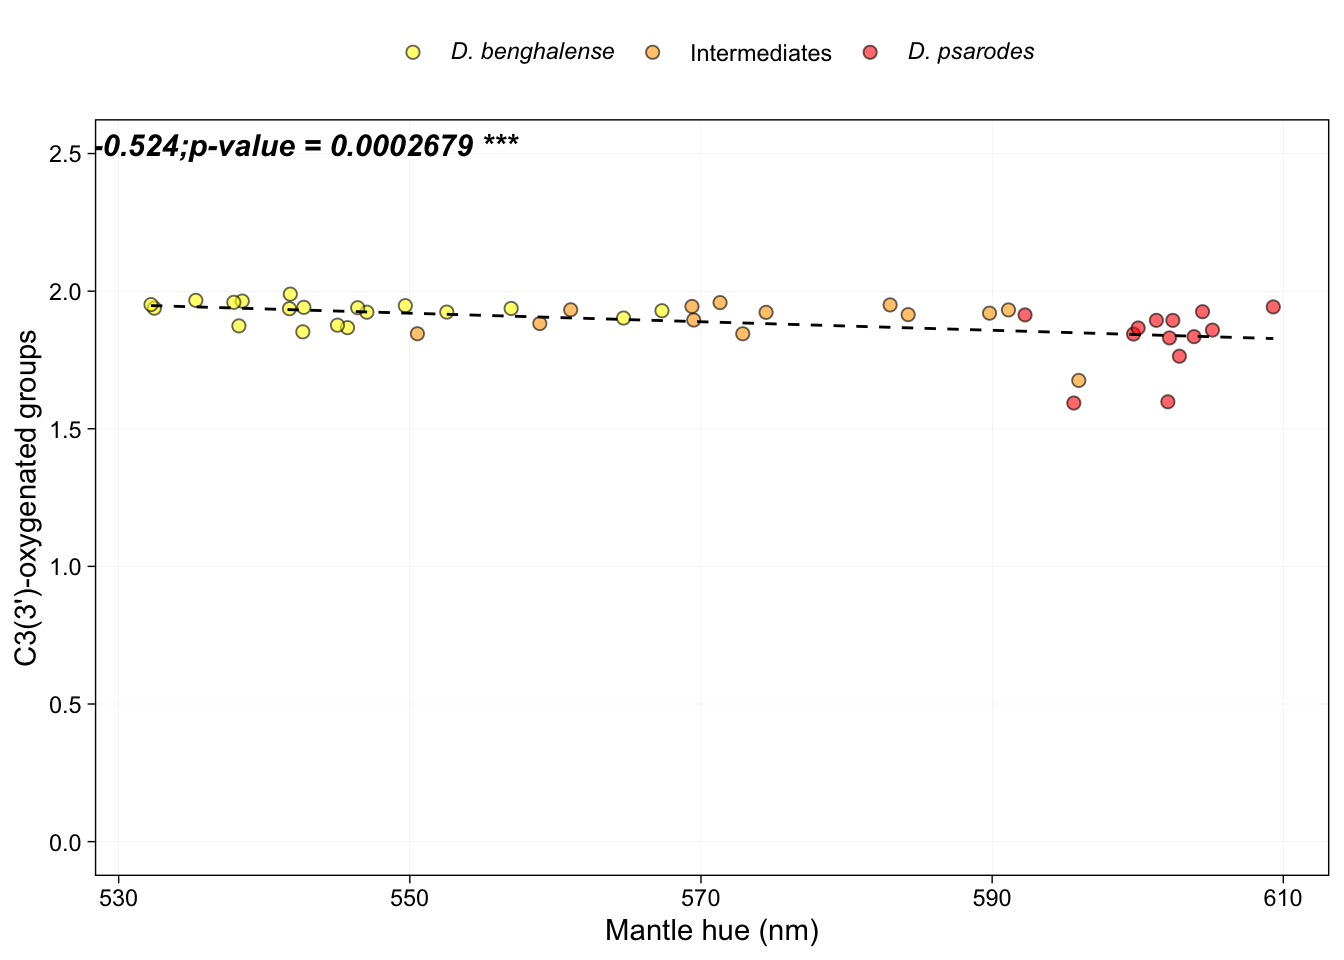 D. benghalense Intermediates D. psarodes
-0.524;p-value = 0.0002679 ***
2.5
2.0
1.5
1.0
0.5
0.0
C3(3')-oxygenated groups
530 550 570 590 610
Mantle hue (nm)